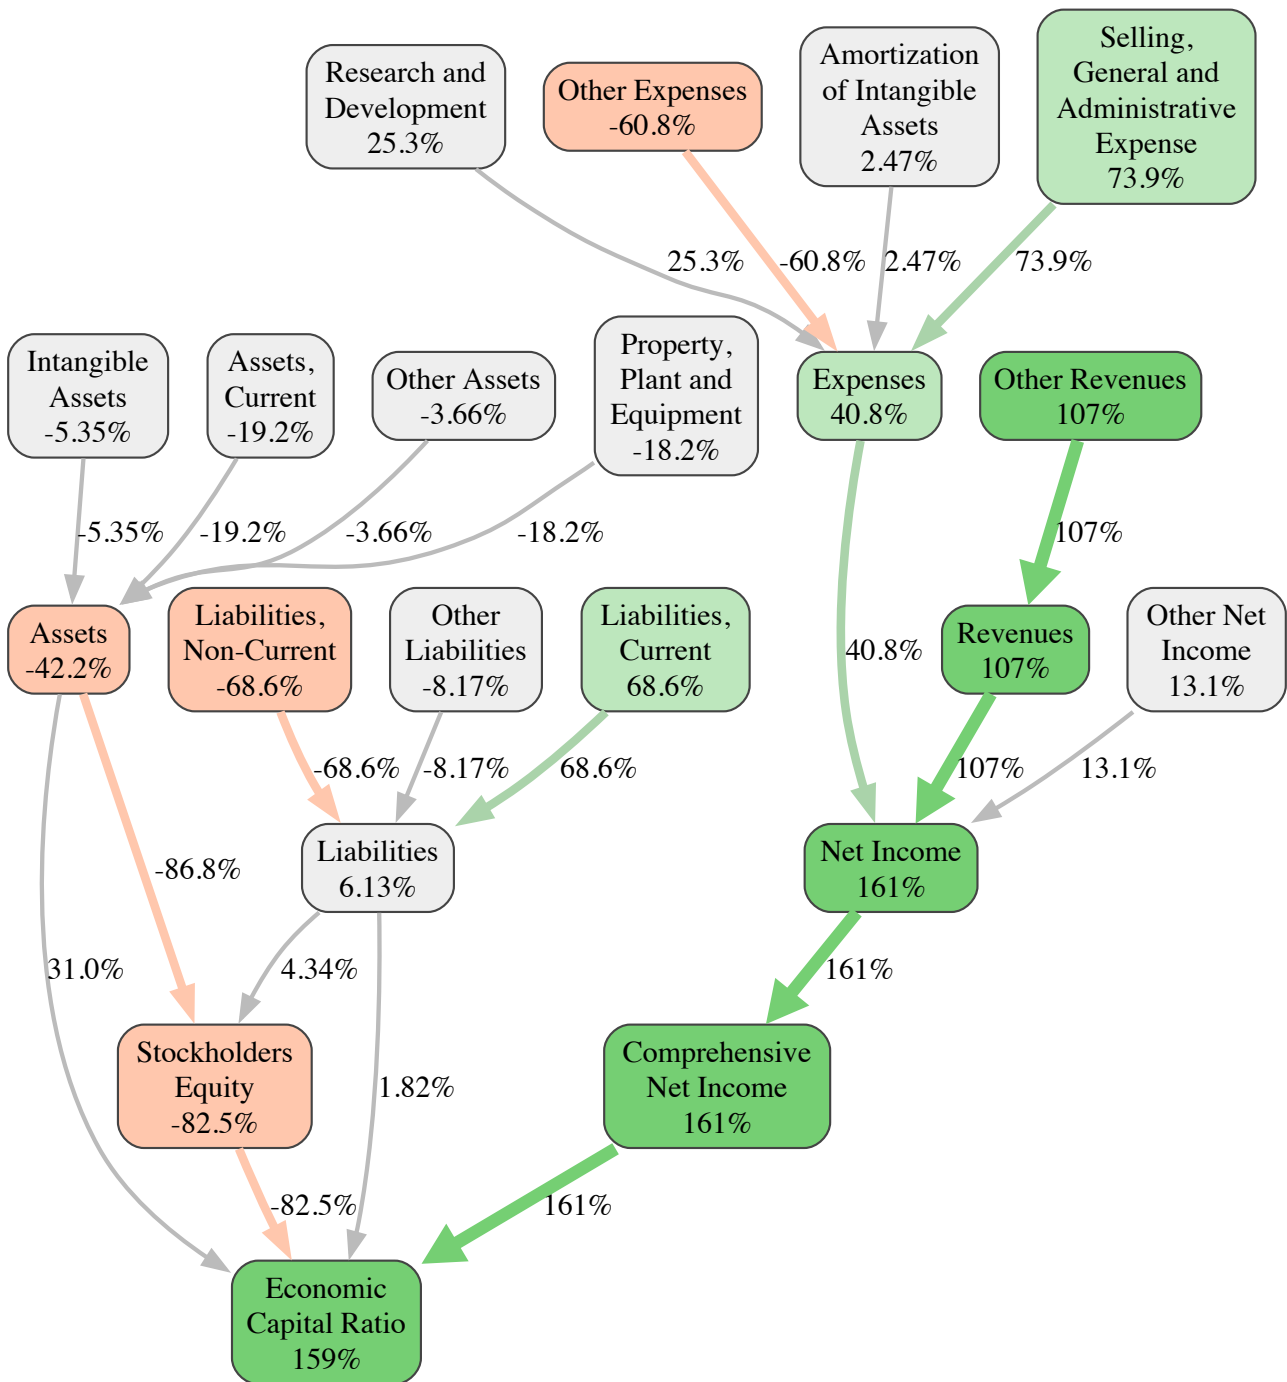 Research and
Development
25.3%
Other Expenses
-60.8%
Amortization
of Intangible
Assets
2.47%
Selling,
General and
Administrative
Expense
73.9%
25.3%
-60.8%
2.47%
73.9%
Intangible
Assets
-5.35%
Assets,
Current
-19.2%
Other Assets
-3.66%
Property,
Plant and
Equipment
-18.2%
Expenses
40.8%
Other Revenues
107%
-5.35%
-19.2%
-3.66%
-18.2%
107%
Assets
-42.2%
Liabilities,
Non-Current
-68.6%
Other
Liabilities
-8.17%
Liabilities,
Current
68.6%
40.8%
Revenues
107%
Other Net
Income
13.1%
-68.6%
-8.17%
68.6%
107%
13.1%
-86.8%
Liabilities
6.13%
Net Income
161%
31.0%
4.34%
161%
Stockholders
Equity
-82.5%
1.82%
Comprehensive
Net Income
161%
-82.5%
161%
Economic
Capital Ratio
159%